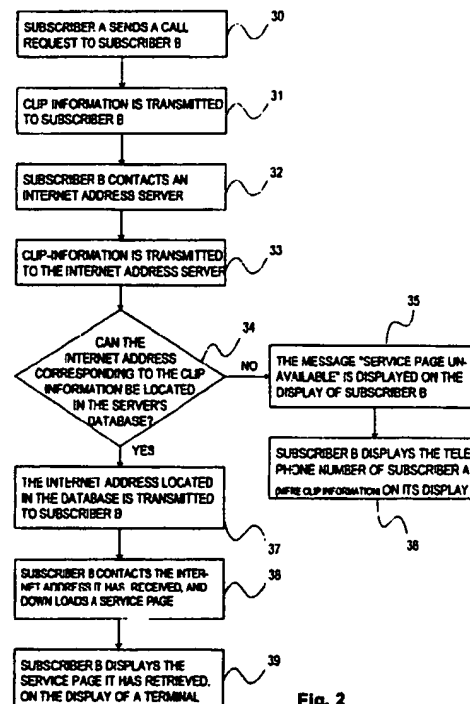 SUBSCRIBER A SENDS A CALL
REQUEST TO SUBSCRIBER B
30
CLIP INFORMATION IS TRANSMITTED
TO SUBSCRIBER B
31
SUBSCRIBER B CONTACTS AN
INTERNET ADDRESS SERVER
32
CLIP-INFORMATION IS TRANSMITTED
TO THE INTERNET ADDRESS SERVER
33
CAN THE
INTERNET ADDRESS
CORRESPONDING TO THE CLIP
INFORMATION BE LOCATED
IN THE SERVER'S
DATABASE?
34
NO
35
THE MESSAGE "SERVICE PAGE UN-
AVAILABLE" IS DISPLAYED ON THE
DISPLAY OF SUBSCRIBER B
SUBSCRIBER B DISPLAYS THE TELE
PHONE NUMBER OF SUBSCRIBER A
(MERE CLIP INFORMATION) ON ITS DISPLAY
36
YES
THE INTERNET ADDRESS LOCATED
IN THE DATABASE IS TRANSMITTED
TO SUBSCRIBER B
37
SUBSCRIBER B CONTACTS THE INTER-
NET ADDRESS IT HAS RECEIVED, AND
DOWN LOADS A SERVICE PAGE
38
SUBSCRIBER B DISPLAYS THE
SERVICE PAGE IT HAS RETRIEVED,
ON THE DISPLAY OF A TERMINAL
39
Fig. 2